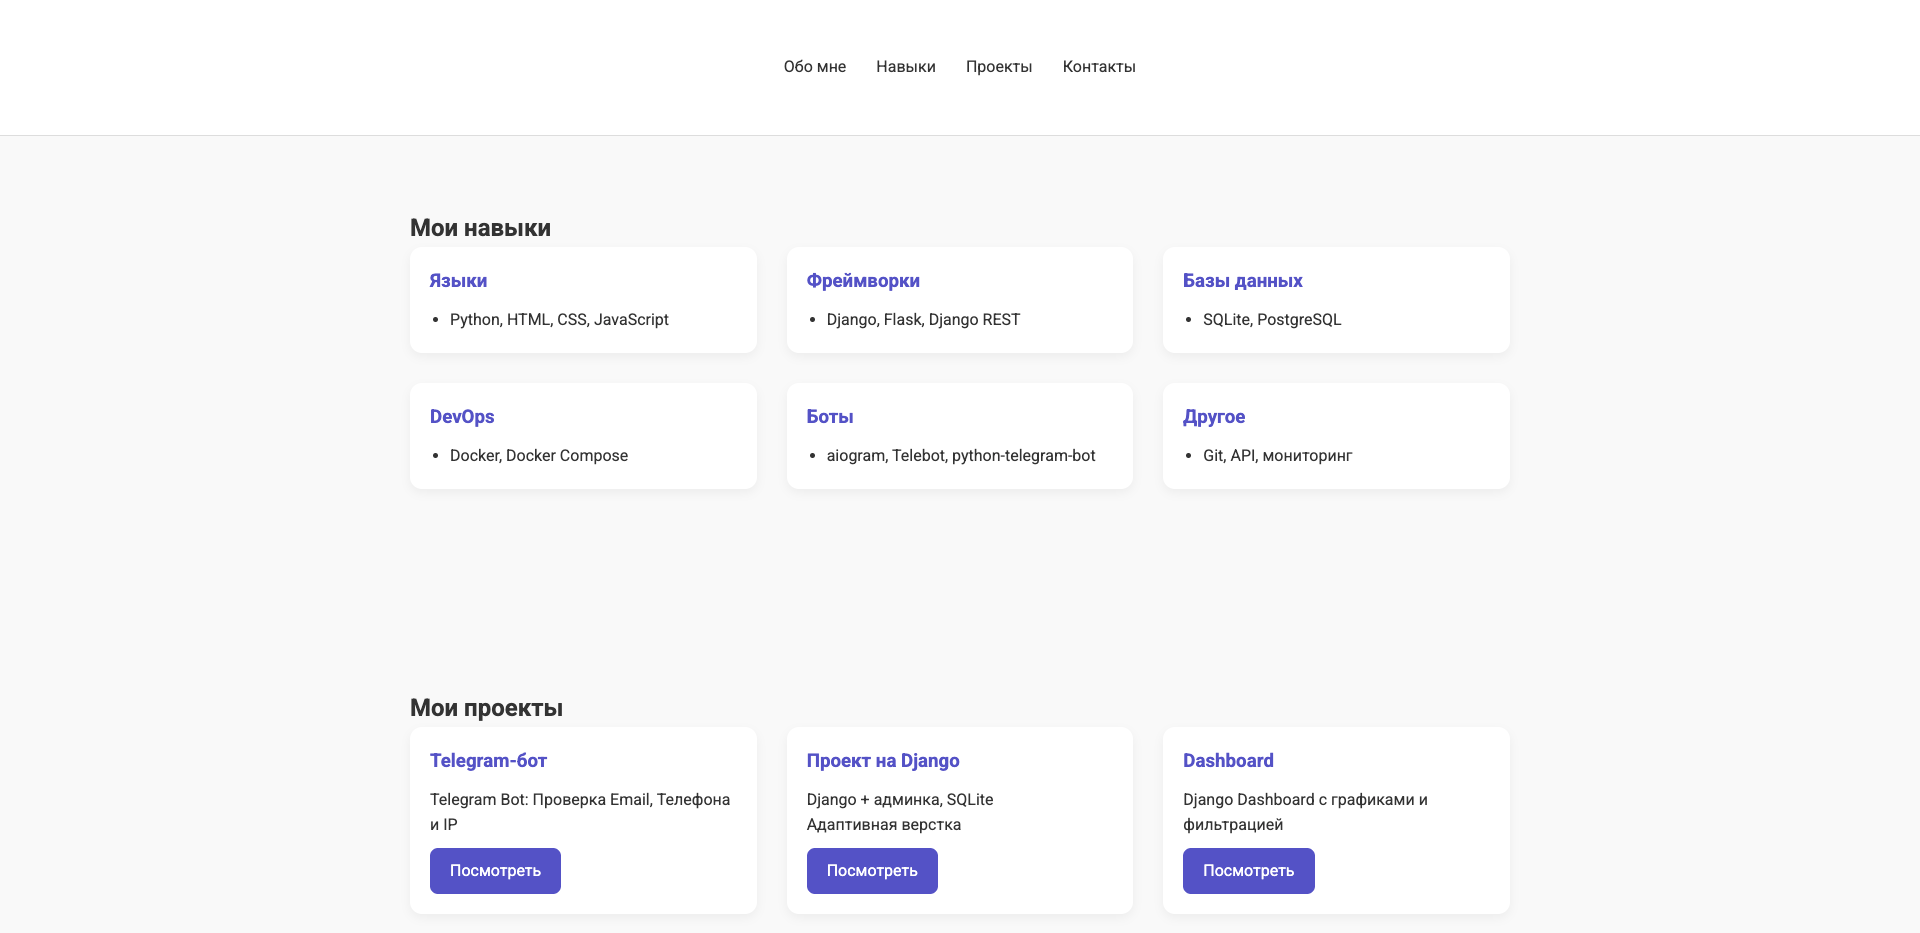 Обо мне Навыки Проекты Контакты
Мои навыки
Языки
• Python, HTML, CSS, JavaScript
Фреймворки
• Django, Flask, Django REST
Базы данных
• SQLite, PostgreSQL
DevOps
• Docker, Docker Compose
Боты
• aiogram, Telebot, python-telegram-bot
Другое
• Git, API, мониторинг
Мои проекты
Telegram-бот
Telegram Bot: Проверка Email, Телефона
и IP
Посмотреть
Проект на Django
Django + админка, SQLite
Адаптивная верстка
Посмотреть
Dashboard
Django Dashboard с графиками и
фильтрацией
Посмотреть